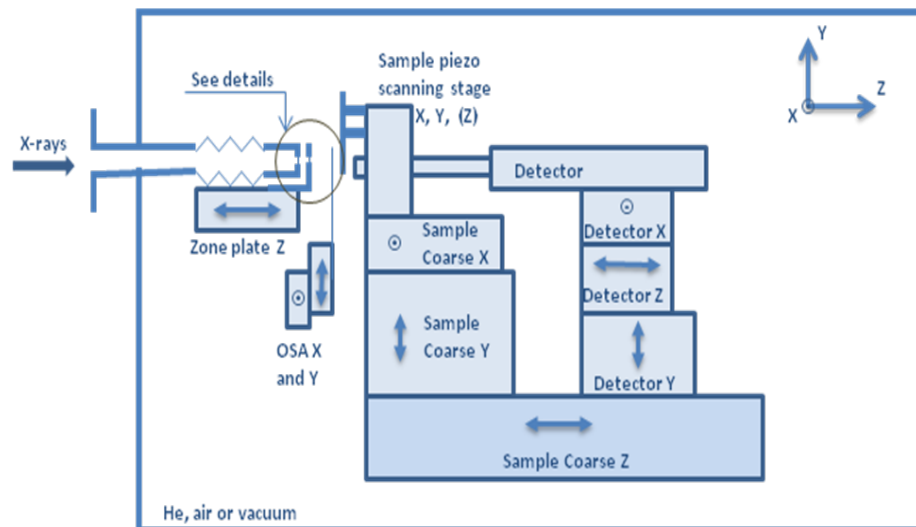 Y
Z
X
Sample piezo
scanning stage
X, Y, (Z)
See details
X-rays
Detector
Zone plate Z
Sample
Coarse X
Detector X
Detector Z
Sample
Coarse Y
OSA X
and Y
Detector Y
Sample Coarse Z
He, air or vacuum